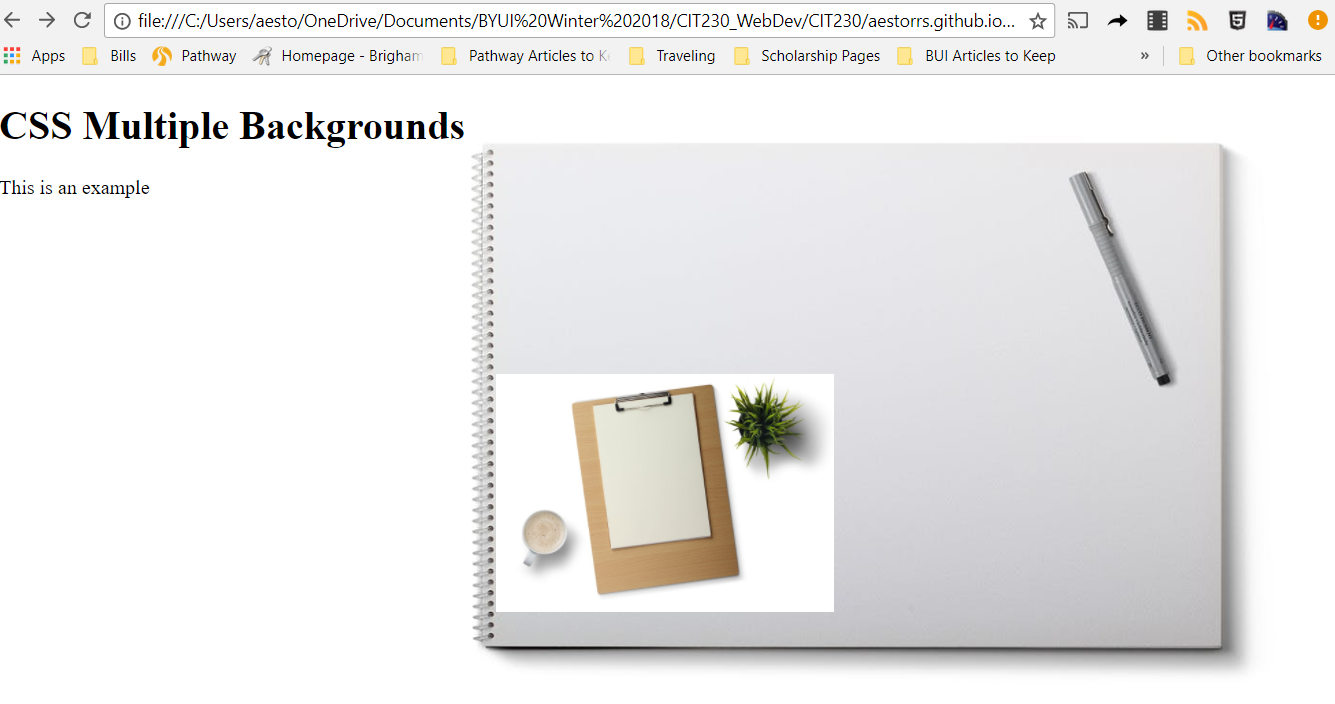 file:///C:/Users/aesto/OneDrive/Documents/BYUI%20Winter%202018/CIT230_WebDev/CIT230/aestorrs.github.io...
Apps Bills Pathway Homepage - Brigham Pathway Articles to K Traveling Scholarship Pages BUI Articles to Keep » Other bookmarks
CSS Multiple Backgrounds
This is an example